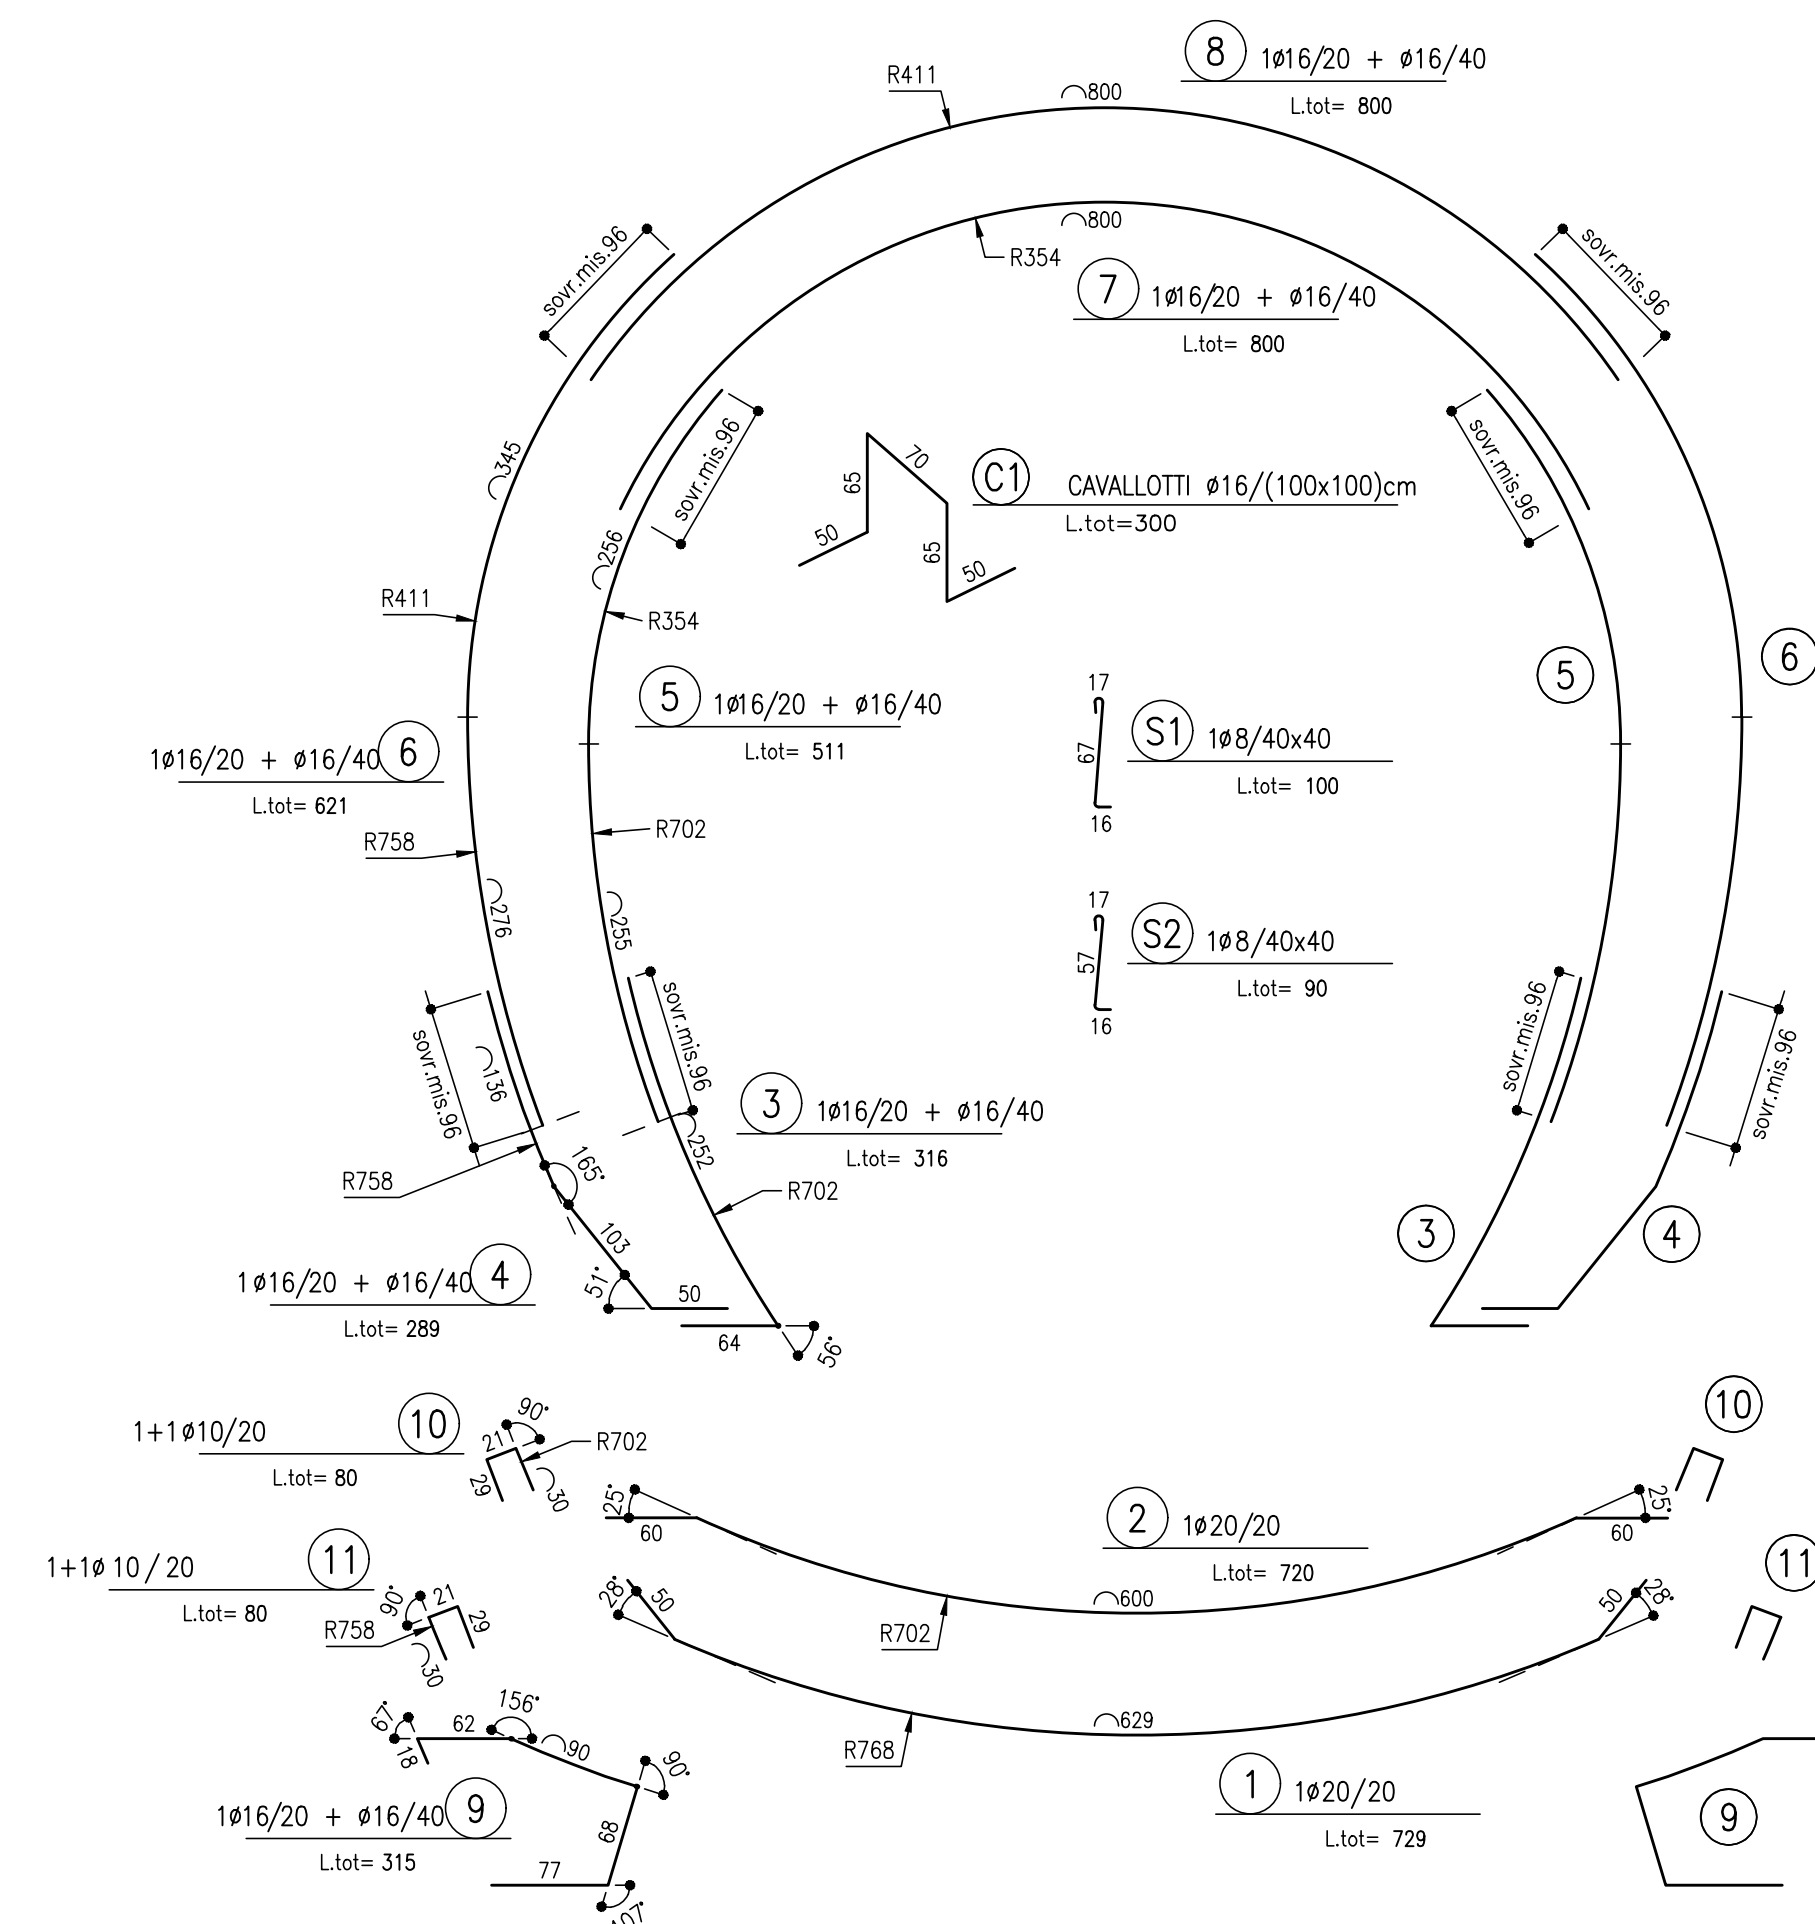 8 1ø16/20 + ø16/40
L.tot= 800
R411
800
800
R354
7 1ø16/20 + ø16/40
L.tot= 800
sovr.mis.96
sovr.mis.96
sovr.mis.96
sovr.mis.96
345
256
65
70
50
65
50
C1 CAVALLOTTI ø16/(100x100)cm
L.tot=300
R411
R354
5 1ø16/20 + ø16/40
L.tot= 511
1ø16/20 + ø16/40 6
L.tot= 621
5
6
17
67
16
S1 1ø8/40x40
L.tot= 100
R758
R702
276
255
17
57
16
S2 1ø8/40x40
L.tot= 90
sovr.mis.96
sovr.mis.96
sovr.mis.96
sovr.mis.96
136
252
3 1ø16/20 + ø16/40
L.tot= 316
R758
165°
R702
103
51°
50
64
56°
1ø16/20 + ø16/40 4
L.tot= 289
3
4
1+1ø10/20 10
L.tot= 80
90°
21
29
30
R702
10
25°
60
2 1ø20/20
L.tot= 720
25°
60
600
R702
1+1ø 10 / 20 11
L.tot= 80
90°
21
29
30
R758
11
28°
50
50
28°
629
R768
1 1ø20/20
L.tot= 729
67°
18
62
156°
90
90°
68
77
107°
1ø16/20 + ø16/40 9
L.tot= 315
9